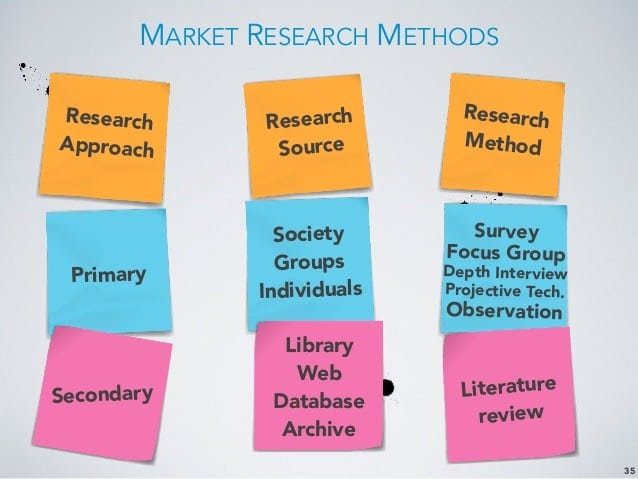 MARKET RESEARCH METHODS
Research
Approach
Research
Source
Research
Method
Primary
Society
Groups
Individuals
Survey
Focus Group
Depth Interview
Projective Tech.
Observation
Secondary
Library
Web
Database
Archive
Literature
review
35